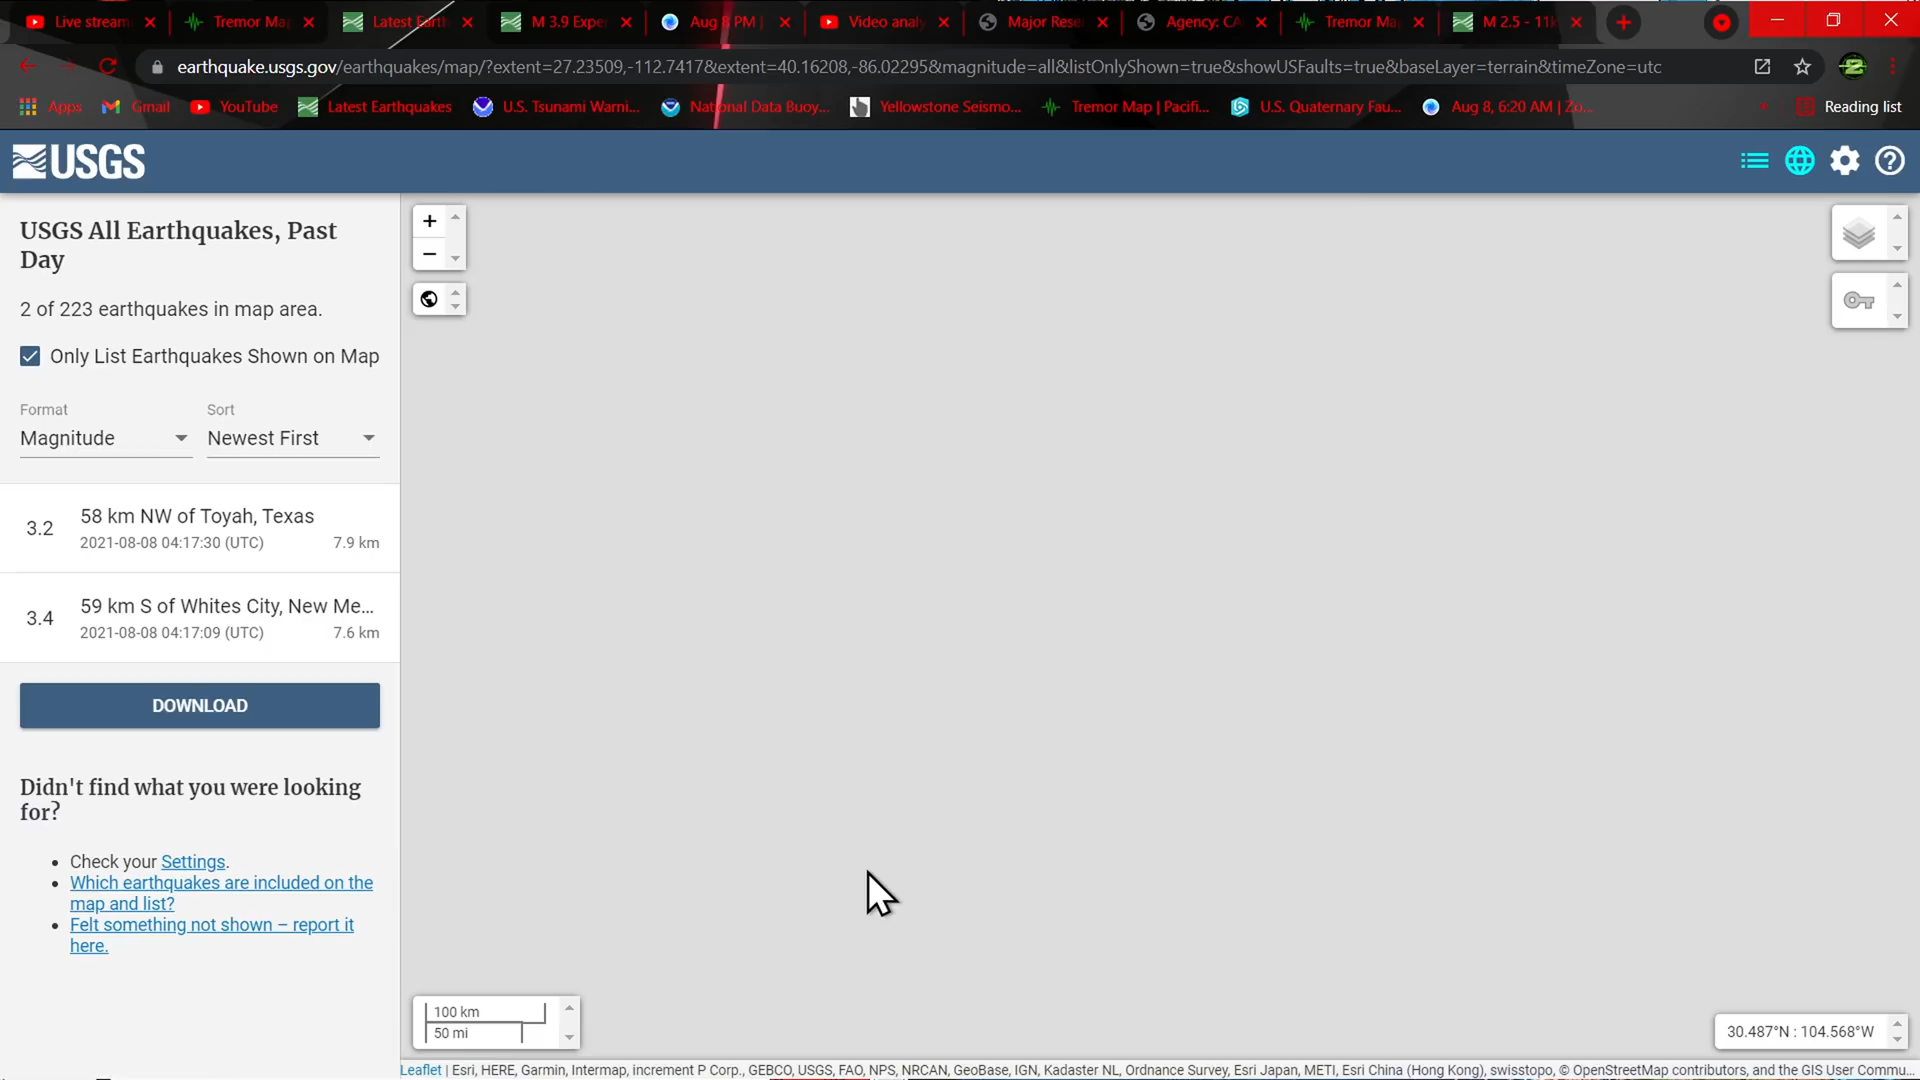 Live stream
Tremor Ma
Latest Earth
M 3.9 Expe
Aug 8 PM |
Video analy
Major Rese
Agency: CA
Tremor Ma
M 2.5 - 11k
earthquake.usgs.gov/earthquakes/map/?extent=27.23509,-112.7417&extent=40.16208,-86.02295&magnitude=all&listOnlyShown=true&showUSFaults=true&baseLayer=terrain&timeZone=utc
Apps
Gmail
YouTube
Latest Earthquakes
U.S. Tsunami Warni...
National Data Buoy...
Yellowstone Seismo...
Tremor Map | Pacifi...
U.S. Quaternary Fau...
Aug 8, 6:20 AM | Zo...
Reading list
USGS
USGS All Earthquakes, Past
Day
2 of 223 earthquakes in map area.
Only List Earthquakes Shown on Map
Format
Sort
Magnitude
Newest First
3.2
58 km NW of Toyah, Texas
2021-08-08 04:17:30 (UTC)
7.9 km
3.4
59 km S of Whites City, New Me...
2021-08-08 04:17:09 (UTC)
7.6 km
DOWNLOAD
Didn't find what you were looking
for?
Check your Settings.
Which earthquakes are included on the
map and list?
Felt something not shown – report it
here.
+
−
100 km
50 mi
30.487°N : 104.568°W
Leaflet | Esri, HERE, Garmin, Intermap, increment P Corp., GEBCO, USGS, FAO, NPS, NRCAN, GeoBase, IGN, Kadaster NL, Ordnance Survey, Esri Japan, METI, Esri China (Hong Kong), swisstopo, © OpenStreetMap contributors, and the GIS User Commu...